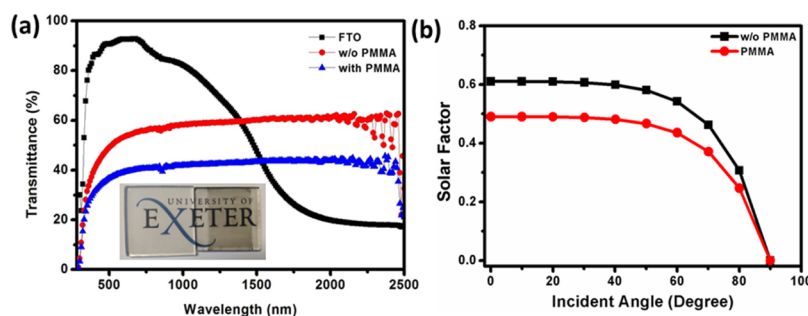 (a)
100
80
60
40
20
0
Transmittance (%)
FTO
w/o PMMA
with PMMA
UNIVERSITY OF
EXETER
500
1000
1500
2000
2500
Wavelength (nm)
(b)
0.8
0.6
0.4
0.2
0.0
Solar Factor
w/o PMMA
PMMA
0
20
40
60
80
100
Incident Angle (Degree)